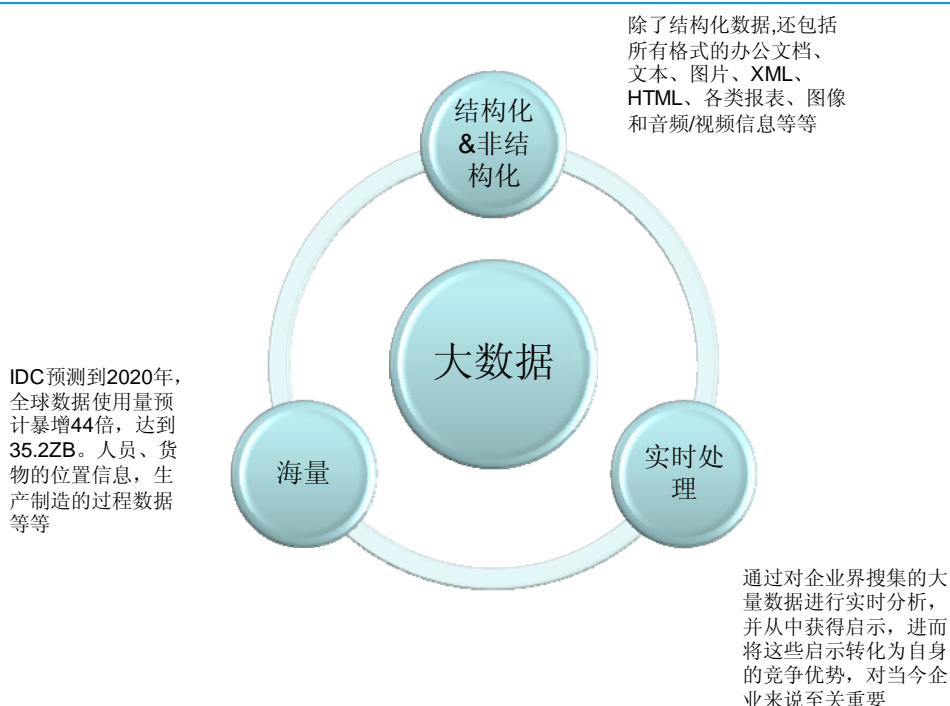 除了结构化数据,还包括
所有格式的办公文档、
文本、图片、XML、
HTML、各类报表、图像
和音频/视频信息等等
结构化
&非结
构化
大数据
IDC预测到2020年，
全球数据使用量预
计暴增44倍，达到
35.2ZB。人员、货
物的位置信息，生
产制造的过程数据
等等
海量
实时处
理
通过对企业界搜集的大
量数据进行实时分析，
并从中获得启示，进而
将这些启示转化为自身
的竞争优势，对当今企
业来说至关重要